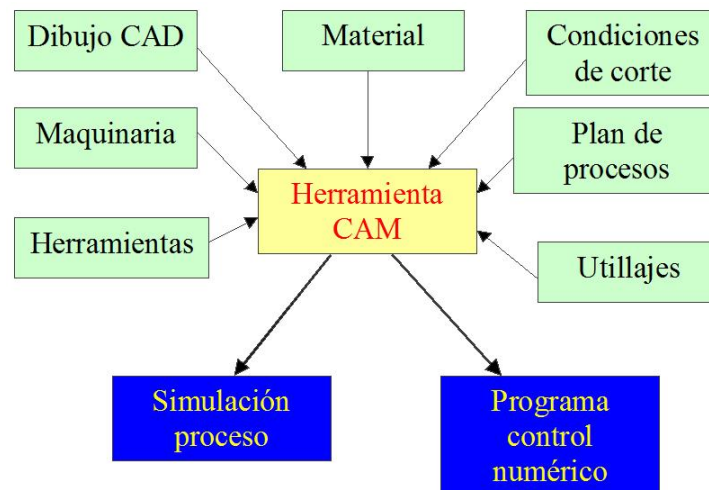 Dibujo CAD
Material
Condiciones
de corte
Maquinaria
Plan de
procesos
Herramienta
CAM
Herramientas
Utillajes
Simulación
proceso
Programa
control
numérico